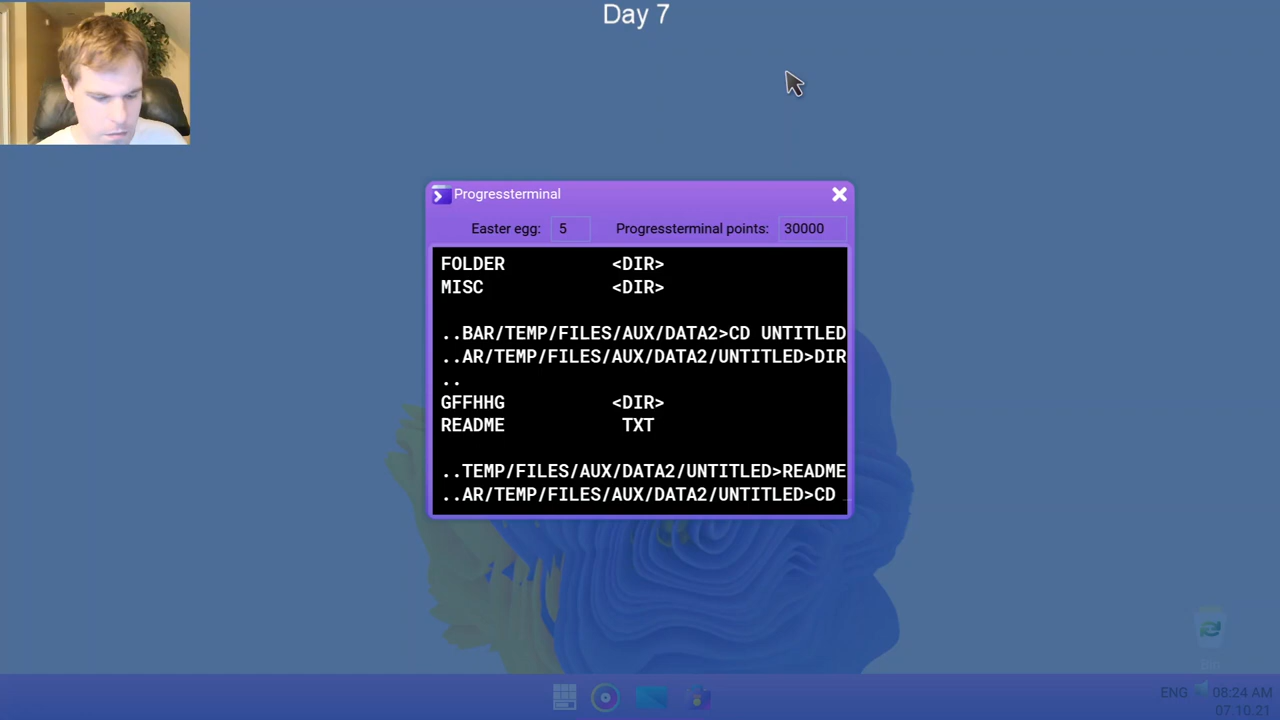 Day 7
Progressterminal
Easter egg: 5 Progressterminal points: 30000
FOLDER <DIR>
MISC <DIR>
..BAR/TEMP/FILES/AUX/DATA2>CD UNTITLED
..AR/TEMP/FILES/AUX/DATA2/UNTITLED>DIR
..
GFFHHG <DIR>
README TXT
..TEMP/FILES/AUX/DATA2/UNTITLED>README
..AR/TEMP/FILES/AUX/DATA2/UNTITLED>CD _
Bin
ENG 08:24 AM
07.10.21